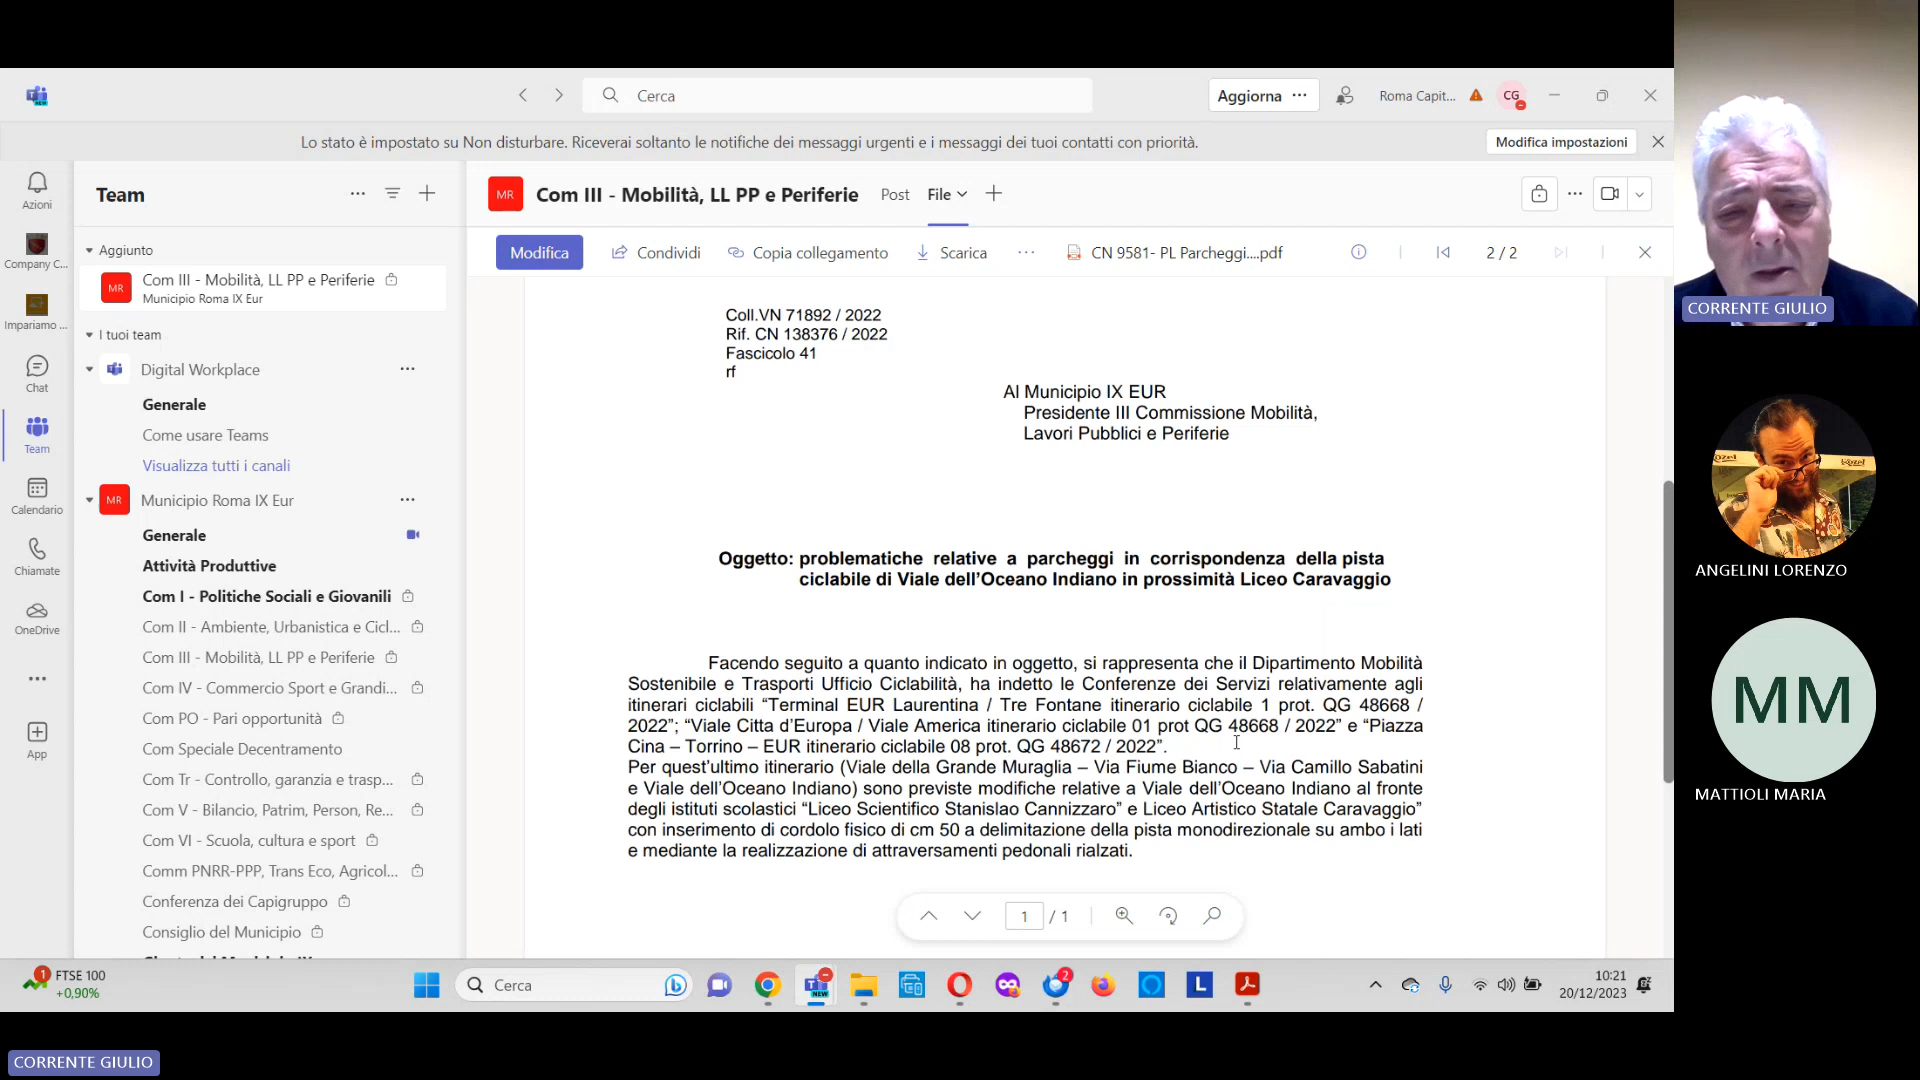 Cerca
Aggiorna
Roma Capit...
CG
Lo stato è impostato su Non disturbare. Riceverai soltanto le notifiche dei messaggi urgenti e i messaggi dei tuoi contatti con priorità.
Modifica impostazioni
Azioni
Company C...
Impariamo ...
Chat
Team
Calendario
Chiamate
OneDrive
App
Team
Aggiunto
MR
Com III - Mobilità, LL PP e Periferie
Municipio Roma IX Eur
I tuoi team
Digital Workplace
Generale
Come usare Teams
Visualizza tutti i canali
MR
Municipio Roma IX Eur
Generale
Attività Produttive
Com I - Politiche Sociali e Giovanili
Com II - Ambiente, Urbanistica e Cicl...
Com III - Mobilità, LL PP e Periferie
Com IV - Commercio Sport e Grandi...
Com PO - Pari opportunità
Com Speciale Decentramento
Com Tr - Controllo, garanzia e trasp...
Com V - Bilancio, Patrim, Person, Re...
Com VI - Scuola, cultura e sport
Comm PNRR-PPP, Trans Eco, Agricol...
Conferenza dei Capigruppo
Consiglio del Municipio
MR
Com III - Mobilità, LL PP e Periferie
Post
File
Modifica
Condividi
Copia collegamento
Scarica
CN 9581- PL Parcheggi....pdf
2 / 2
Coll.VN 71892 / 2022
Rif. CN 138376 / 2022
Fascicolo 41
rf
Al Municipio IX EUR
Presidente III Commissione Mobilità,
Lavori Pubblici e Periferie
Oggetto: problematiche relative a parcheggi in corrispondenza della pista
ciclabile di Viale dell’Oceano Indiano in prossimità Liceo Caravaggio
Facendo seguito a quanto indicato in oggetto, si rappresenta che il Dipartimento Mobilità
Sostenibile e Trasporti Ufficio Ciclabilità, ha indetto le Conferenze dei Servizi relativamente agli
itinerari ciclabili “Terminal EUR Laurentina / Tre Fontane itinerario ciclabile 1 prot. QG 48668 /
2022”; “Viale Citta d’Europa / Viale America itinerario ciclabile 01 prot QG 48668 / 2022” e “Piazza
Cina – Torrino – EUR itinerario ciclabile 08 prot. QG 48672 / 2022”.
Per quest’ultimo itinerario (Viale della Grande Muraglia – Via Fiume Bianco – Via Camillo Sabatini
e Viale dell’Oceano Indiano) sono previste modifiche relative a Viale dell’Oceano Indiano al fronte
degli istituti scolastici “Liceo Scientifico Stanislao Cannizzaro” e Liceo Artistico Statale Caravaggio”
con inserimento di cordolo fisico di cm 50 a delimitazione della pista monodirezionale su ambo i lati
e mediante la realizzazione di attraversamenti pedonali rialzati.
1 / 1
1
FTSE 100
+0,90%
Cerca
NEW
2
L
10:21
20/12/2023
CORRENTE GIULIO
Kozel
Kozel
ANGELINI LORENZO
MM
MATTIOLI MARIA
CORRENTE GIULIO